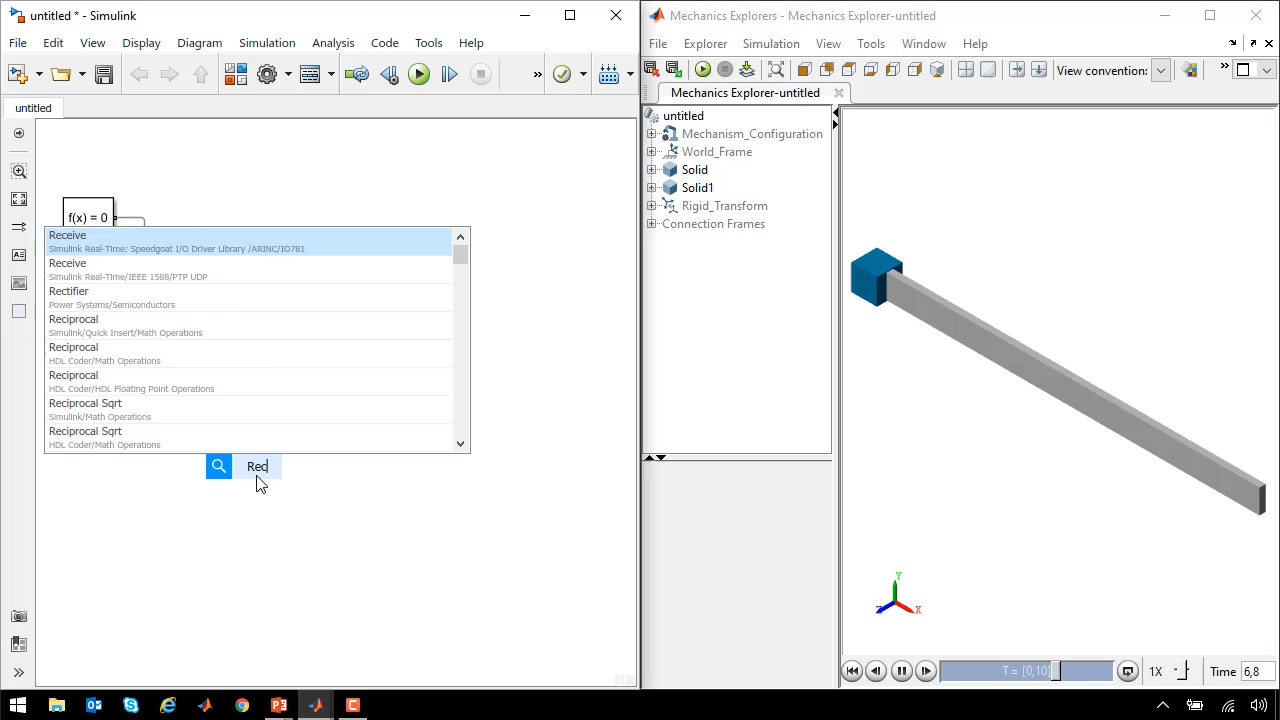 untitled * - Simulink
File Edit View Display Diagram Simulation Analysis Code Tools Help
»
untitled
f(x) = 0
Receive
Simulink Real-Time: Speedgoat I/O Driver Library /ARINC/IO781
Receive
Simulink Real-Time/IEEE 1588/PTP UDP
Rectifier
Power Systems/Semiconductors
Reciprocal
Simulink/Quick Insert/Math Operations
Reciprocal
HDL Coder/Math Operations
Reciprocal
HDL Coder/HDL Floating Point Operations
Reciprocal Sqrt
Simulink/Math Operations
Reciprocal Sqrt
HDL Coder/Math Operations
Rec
Mechanics Explorers - Mechanics Explorer-untitled
File Explorer Simulation View Tools Window Help
View convention:
»
Mechanics Explorer-untitled
untitled
Mechanism_Configuration
World_Frame
Solid
Solid1
Rigid_Transform
Connection Frames
Y
Z
X
T = [0,10]
1X
Time 6,8